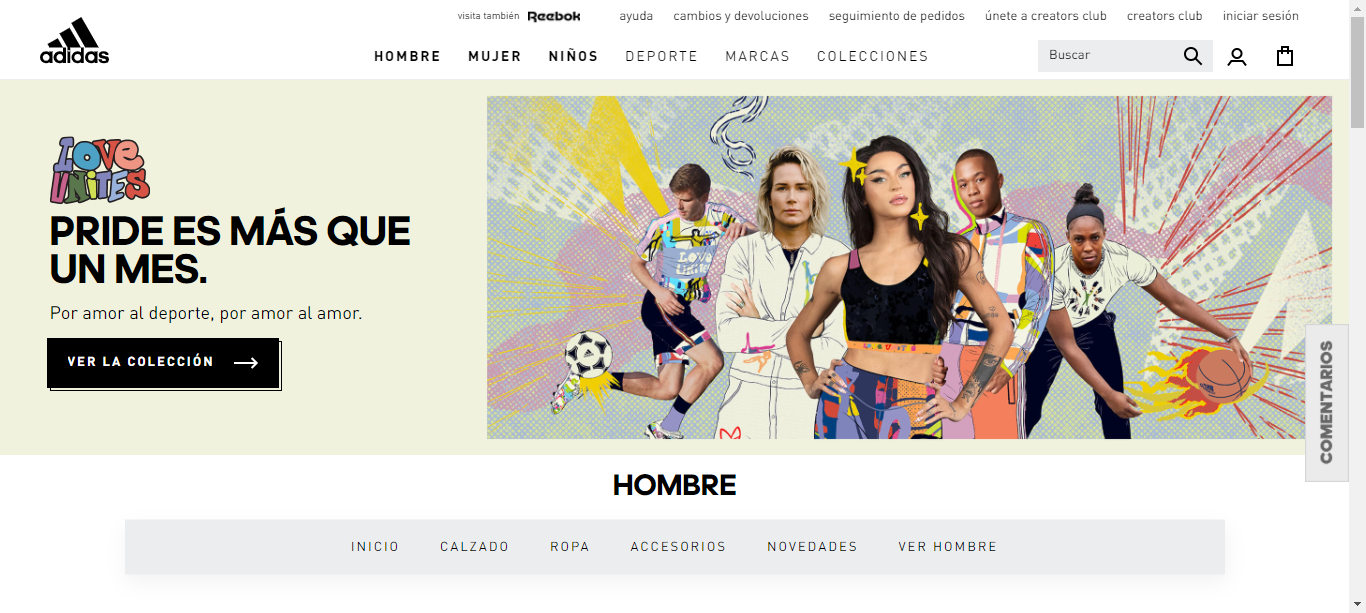 visita también Reebok ayuda cambios y devoluciones seguimiento de pedidos únete a creators club creators club iniciar sesión
adidas
HOMBRE MUJER NIÑOS DEPORTE MARCAS COLECCIONES
Buscar
LOVE
UNITES
PRIDE ES MÁS QUE
UN MES.
Por amor al deporte, por amor al amor.
VER LA COLECCIÓN
LOVE
UNITES
COMENTARIOS
HOMBRE
INICIO CALZADO ROPA ACCESORIOS NOVEDADES VER HOMBRE